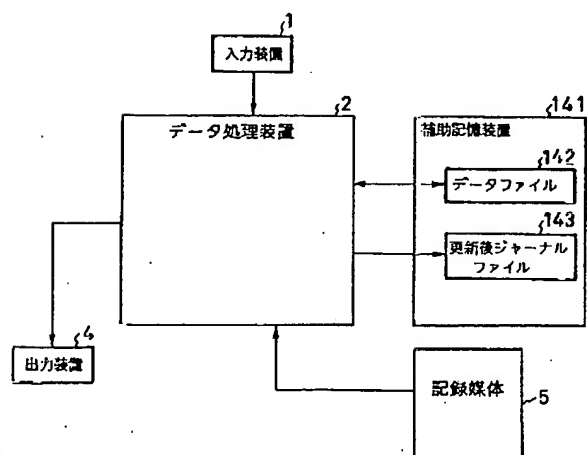 1
入力装置
2
データ処理装置
141
補助記憶装置
142
データファイル
143
更新後ジャーナル
ファイル
4
出力装置
記録媒体
5